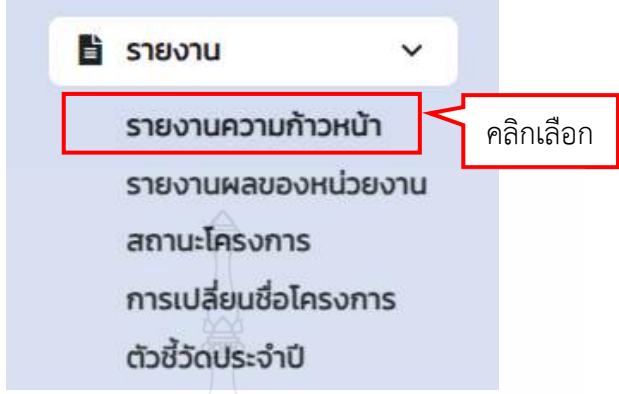 รายงาน
รายงานความก้าวหน้า
คลิกเลือก
รายงานผลของหน่วยงาน
สถานะโครงการ
การเปลี่ยนชื่อโครงการ
ตัวชี้วัดประจำปี